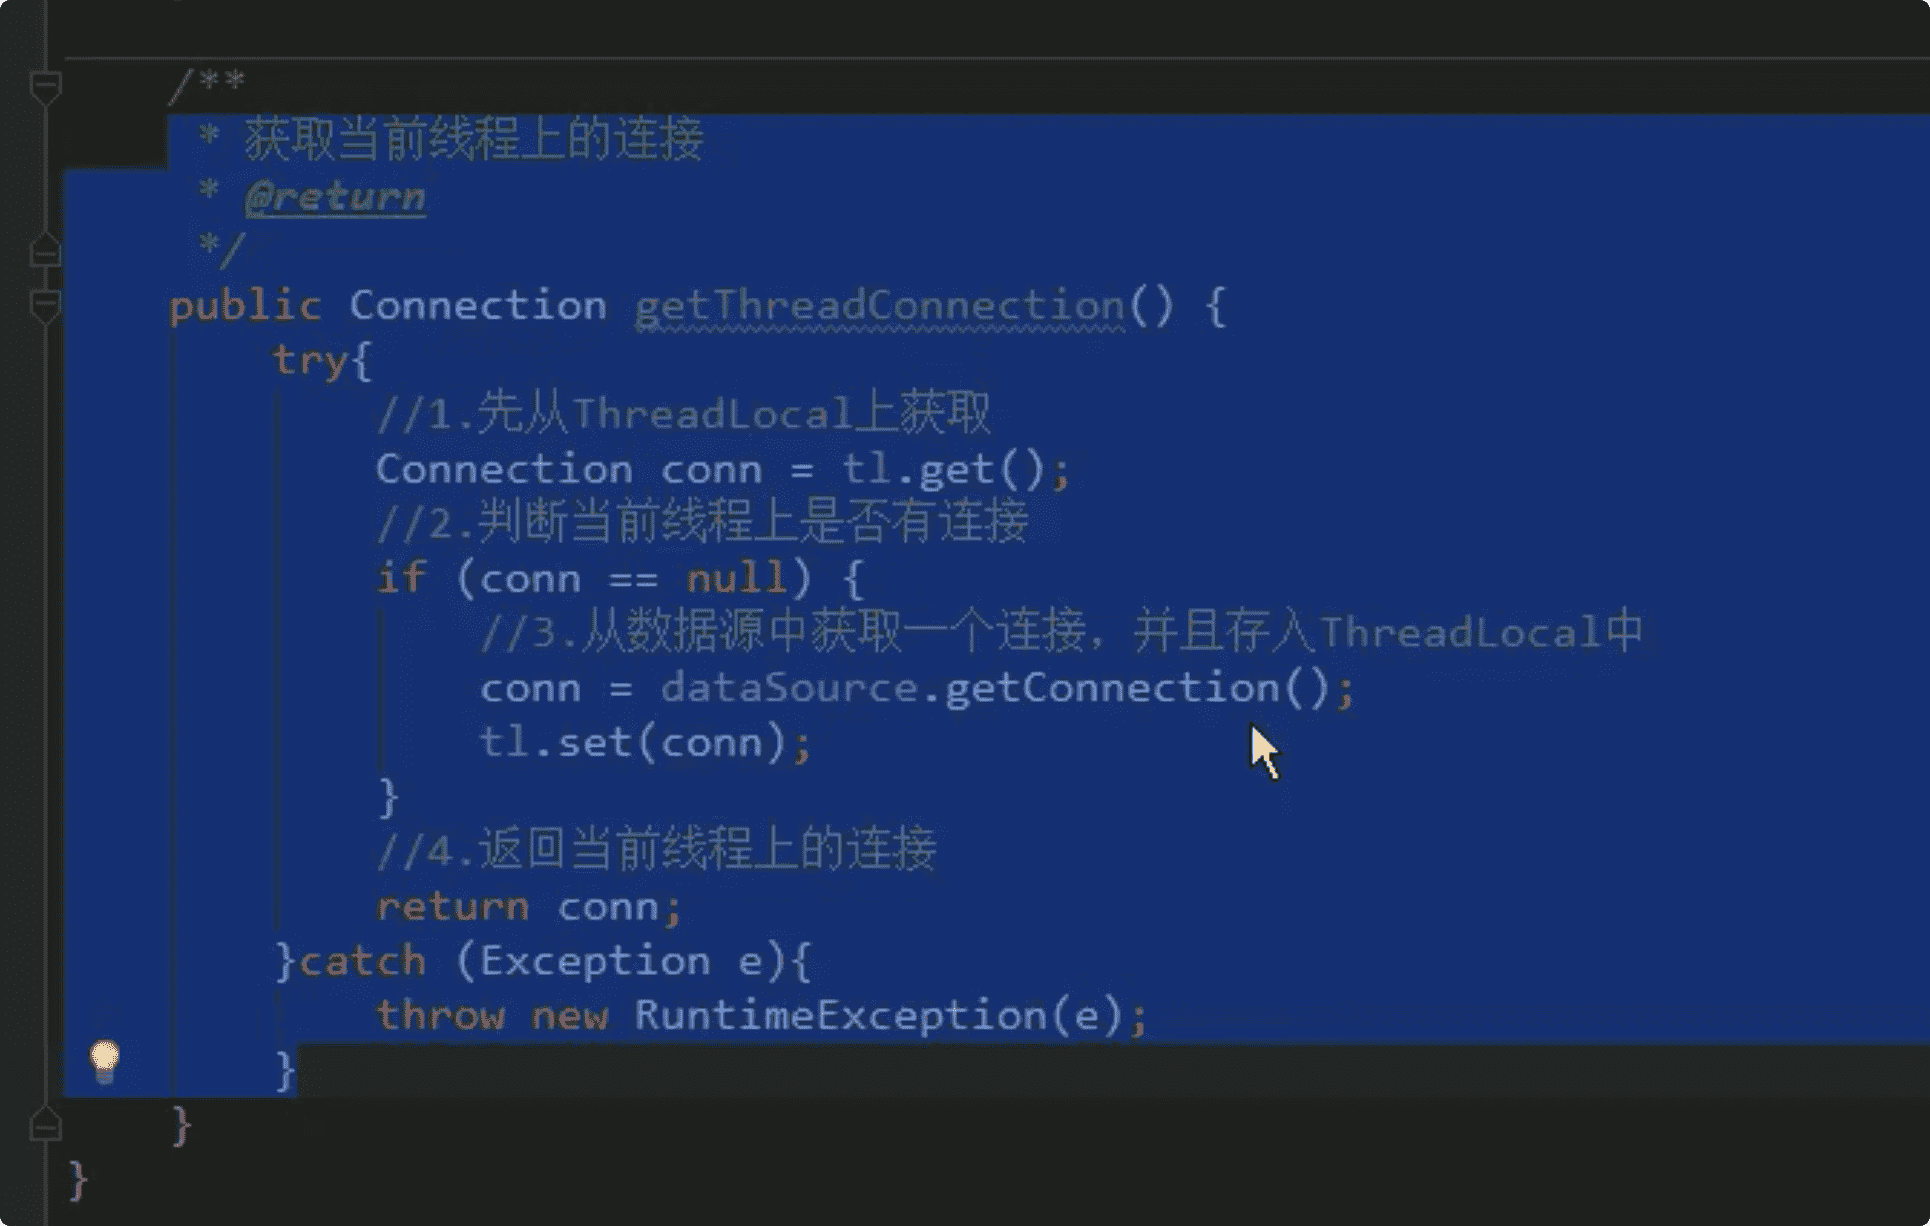 /**
* 获取当前线程上的连接
* @return
*/
public Connection getThreadConnection() {
try{
//1.先从ThreadLocal上获取
Connection conn = tl.get();
//2.判断当前线程上是否有连接
if (conn == null) {
//3.从数据源中获取一个连接，并且存入ThreadLocal中
conn = dataSource.getConnection();
tl.set(conn);
}
//4.返回当前线程上的连接
return conn;
}catch (Exception e){
throw new RuntimeException(e);
}
}
}